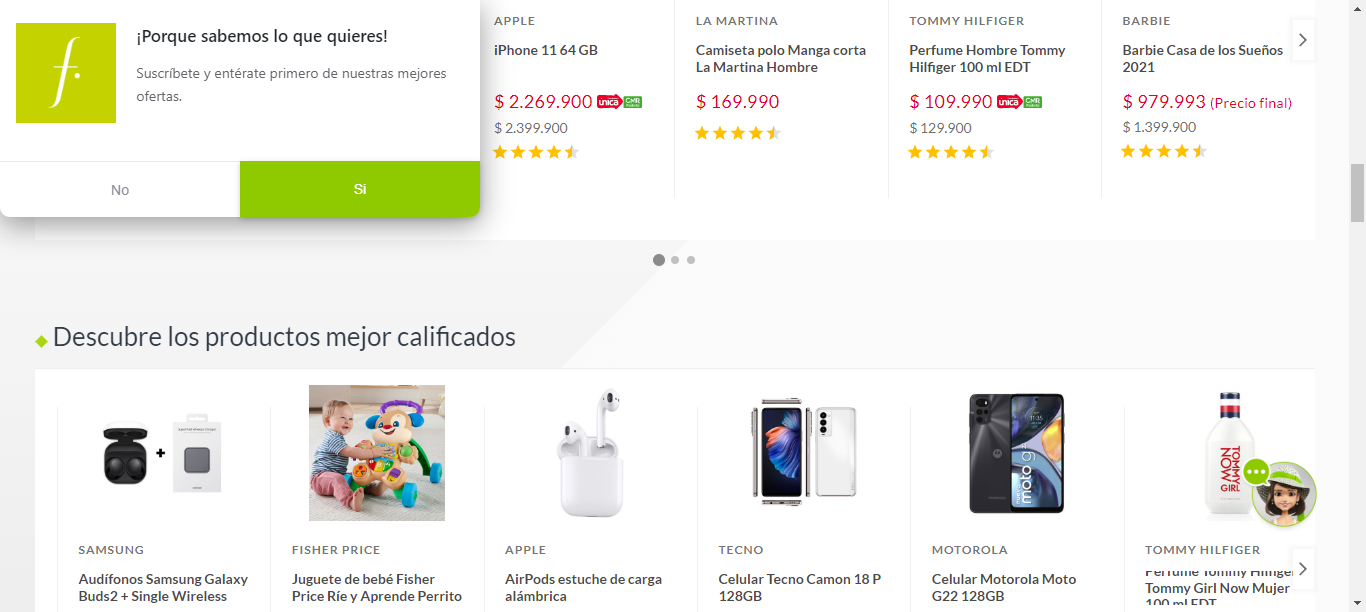 f.
¡Porque sabemos lo que quieres!
Suscríbete y entérate primero de nuestras mejores
ofertas.
No
Si
APPLE
iPhone 11 64 GB
$ 2.269.900 única CMR
$ 2.399.900
LA MARTINA
Camiseta polo Manga corta
La Martina Hombre
$ 169.990
TOMMY HILFIGER
Perfume Hombre Tommy
Hilfiger 100 ml EDT
$ 109.990 única CMR
$ 129.900
BARBIE
Barbie Casa de los Sueños
2021
$ 979.993 (Precio final)
$ 1.399.900
Descubre los productos mejor calificados
moto g
TOMMY
NOW
GIRL
SAMSUNG
Audífonos Samsung Galaxy
Buds2 + Single Wireless
FISHER PRICE
Juguete de bebé Fisher
Price Ríe y Aprende Perrito
APPLE
AirPods estuche de carga
alámbrica
TECNO
Celular Tecno Camon 18 P
128GB
MOTOROLA
Celular Motorola Moto
G22 128GB
TOMMY HILFIGER
Perfume Tommy Hilfiger
Tommy Girl Now Mujer
100 ml EDT